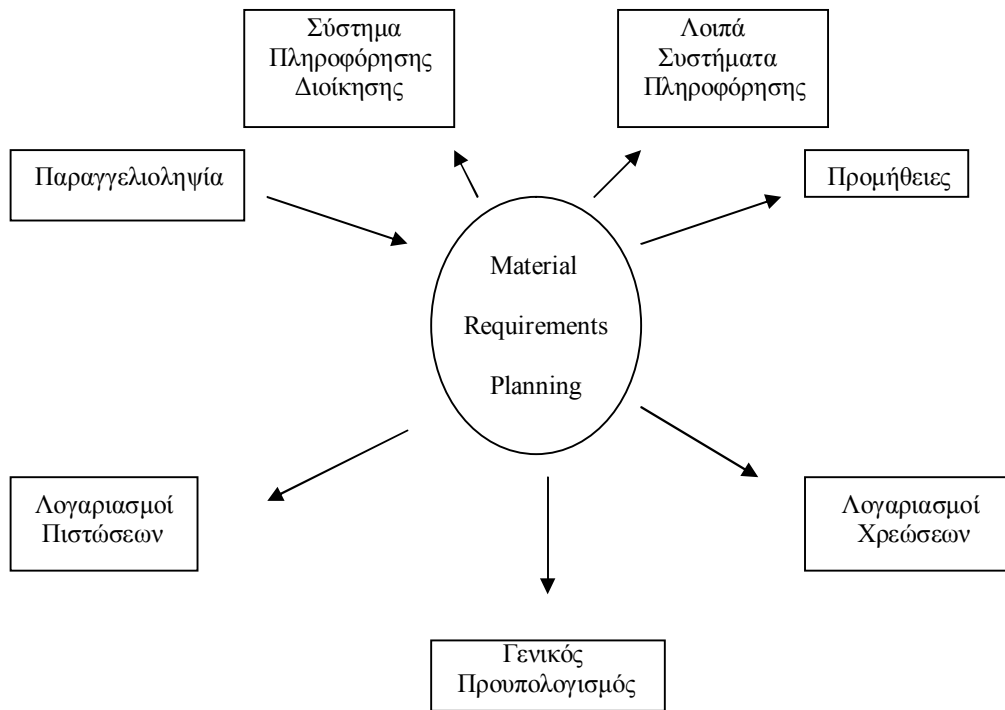 Σύστημα
Πληροφόρησης
Διοίκησης
Λοιπά
Συστήματα
Πληροφόρησης
Παραγγελιοληψία
Προμήθειες
Material
Requirements
Planning
Λογαριασμοί
Πιστώσεων
Λογαριασμοί
Χρεώσεων
Γενικός
Προυπολογισμός